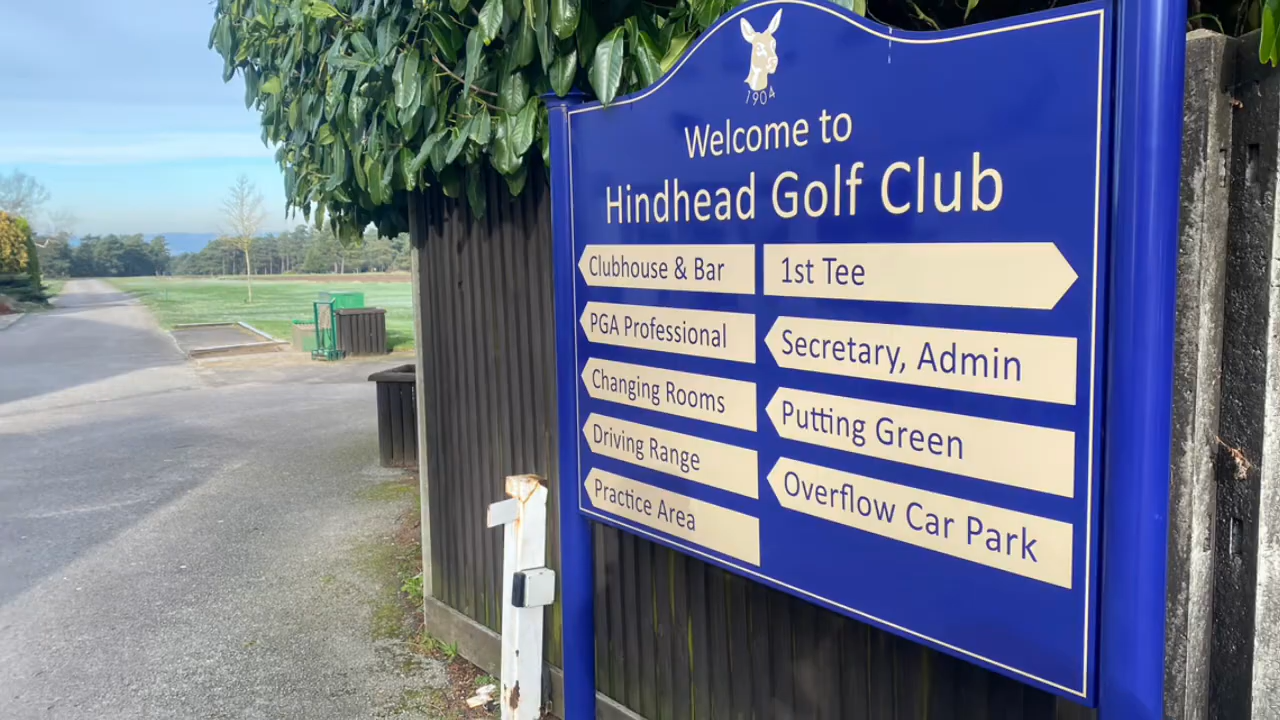 1904
Welcome to
Hindhead Golf Club
Clubhouse & Bar
PGA Professional
Changing Rooms
Driving Range
Practice Area
1st Tee
Secretary, Admin
Putting Green
Overflow Car Park